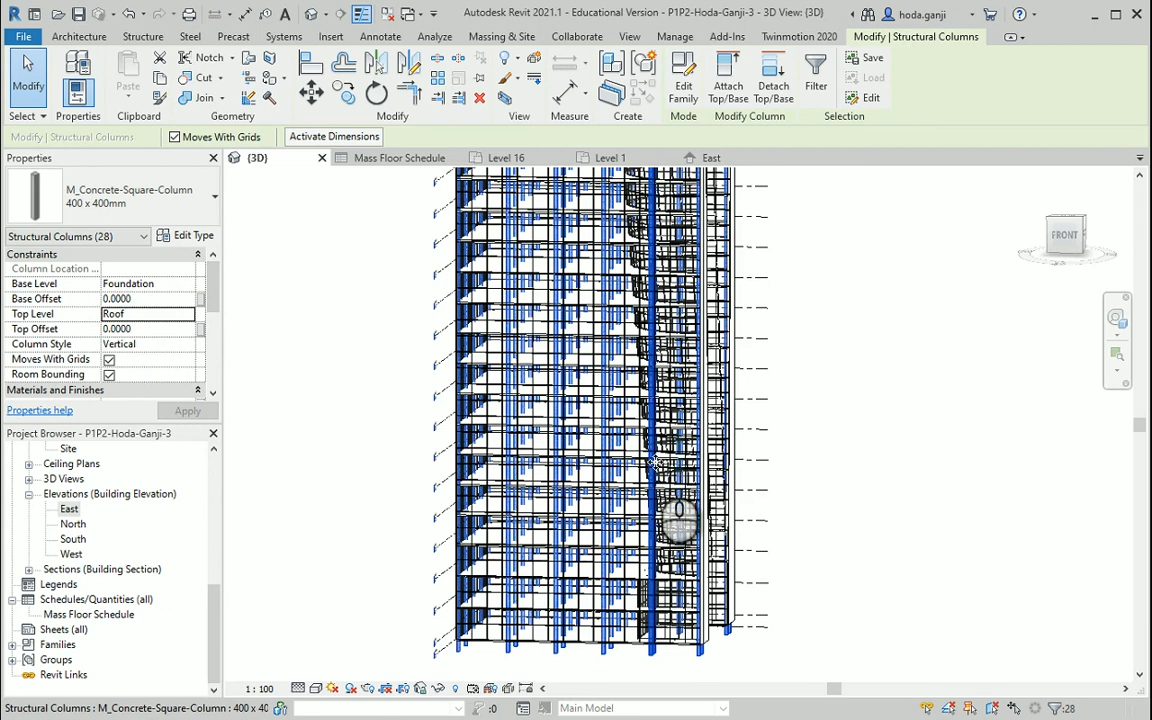 Autodesk Revit 2021.1 - Educational Version - P1P2-Hoda-Ganji-3 - 3D View: {3D}
hoda.ganji
File Architecture Structure Steel Precast Systems Insert Annotate Analyze Massing & Site Collaborate View Manage Add-Ins Twinmotion 2020 Modify | Structural Columns
Modify
Properties
Paste
Notch
Cut
Join
Edit
Family
Attach
Top/Base
Detach
Top/Base
Filter
Save
Load
Edit
Select Properties Clipboard Geometry Modify View Measure Create Mode Modify Column Selection
Modify | Structural Columns Moves With Grids Activate Dimensions
Properties
{3D} Mass Floor Schedule Level 16 Level 1 East
M_Concrete-Square-Column
400 x 400mm
Structural Columns (28) Edit Type
Constraints
Column Location ...
Base Level Foundation
Base Offset 0.0000
Top Level Roof
Top Offset 0.0000
Column Style Vertical
Moves With Grids
Room Bounding
Materials and Finishes
Properties help Apply
FRONT
Project Browser - P1P2-Hoda-Ganji-3
Site
Ceiling Plans
3D Views
Elevations (Building Elevation)
East
North
South
West
Sections (Building Section)
Legends
Schedules/Quantities (all)
Mass Floor Schedule
Sheets (all)
Families
Groups
Revit Links
1 : 100
Structural Columns : M_Concrete-Square-Column : 400 x 40 :0 Main Model :28